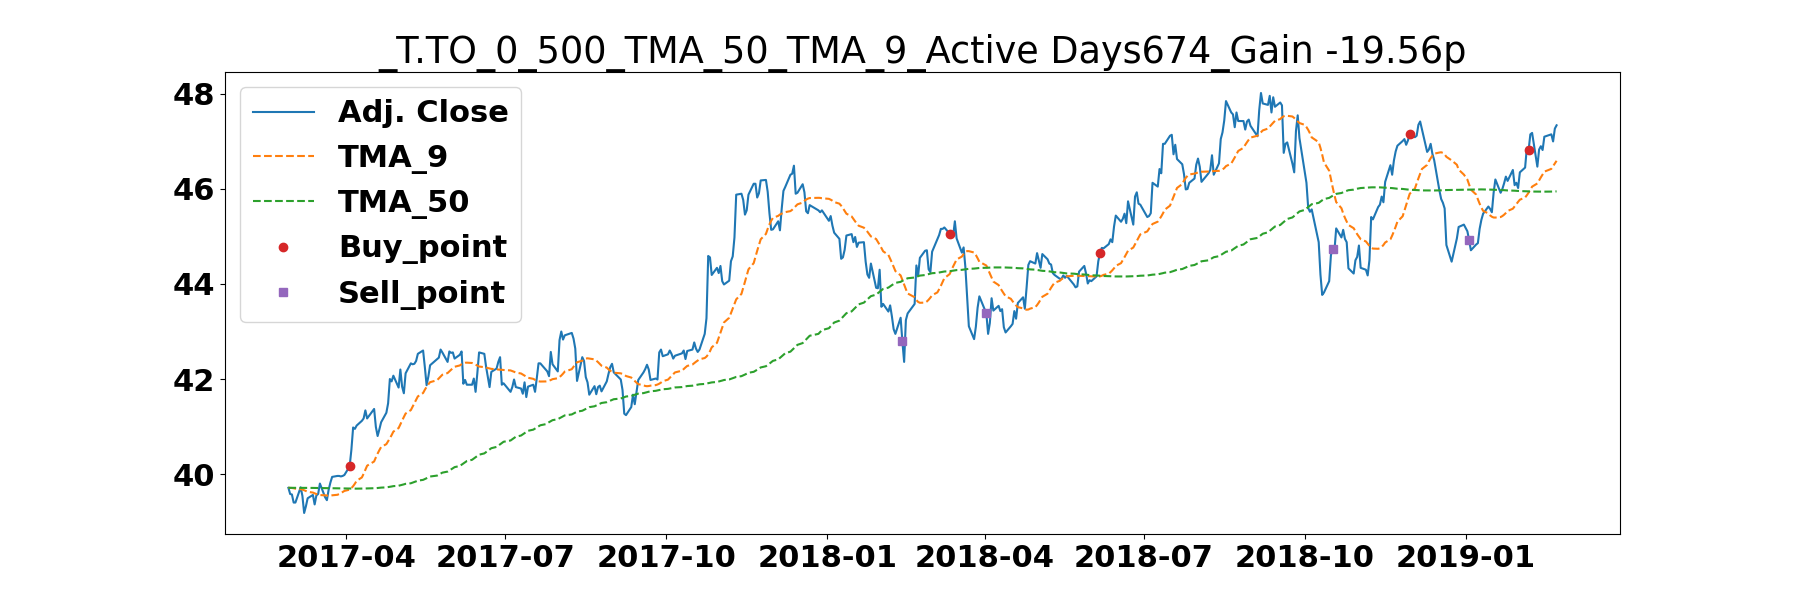 _T.TO_0_500_TMA_50_TMA_9_Active Days674_Gain -19.56p
48
46
44
42
40
Adj. Close
TMA_9
TMA_50
Buy_point
Sell_point
2017-04 2017-07 2017-10 2018-01 2018-04 2018-07 2018-10 2019-01